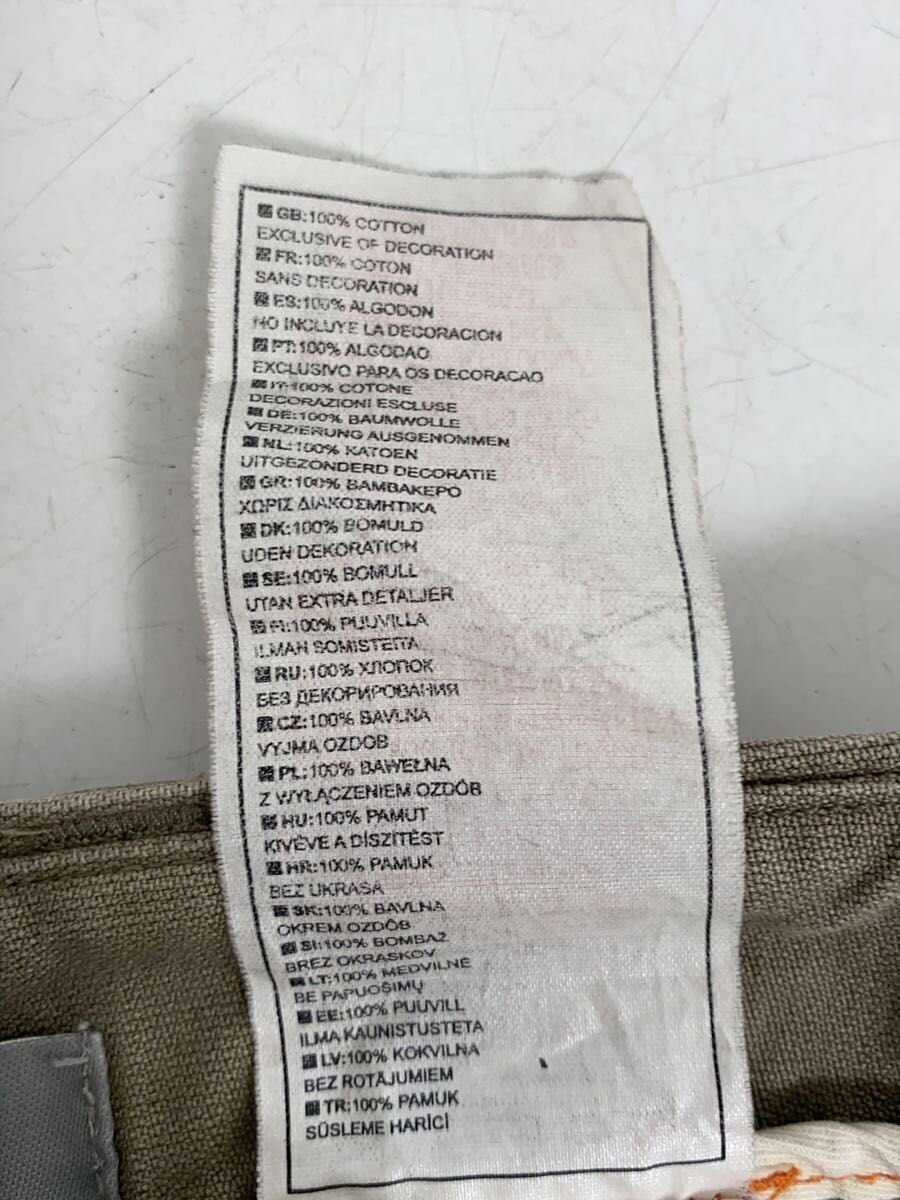 GB:100% COTTON
EXCLUSIVE OF DECORATION
FR:100% COTON
SANS DECORATION
ES:100% ALGODON
NO INCLUYE LA DECORACION
PT:100% ALGODAO
EXCLUSIVO PARA OS DECORACAO
IT:100% COTONE
DECORAZIONI ESCLUSE
DE:100% BAUMWOLLE
VERZIERUNG AUSGENOMMEN
NL:100% KATOEN
UITGEZONDERD DECORATIE
GR:100% ΒΑΜΒΑΚΕΡΟ
ΧΩΡΙΣ ΔΙΑΚΟΣΜΗΤΙΚΑ
DK:100% BOMULD
UDEN DEKORATION
SE:100% BOMULL
UTAN EXTRA DETALJER
FI:100% PUUVILLA
ILMAN SOMISTEITA
RU:100% ХЛОПОК
БЕЗ ДЕКОРИРОВАНИЯ
CZ:100% BAVLNA
VYJMA OZDOB
PL:100% BAWEŁNA
Z WYŁĄCZENIEM OZDÓB
HU:100% PAMUT
KIVÉVE A DÍSZÍTÉST
HR:100% PAMUK
BEZ UKRASA
SK:100% BAVLNA
OKREM OZDÔB
SI:100% BOMBAŽ
BREZ OKRASKOV
LT:100% MEDVILNĖ
BE PAPUOŠIMŲ
EE:100% PUUVILL
ILMA KAUNISTUSTETA
LV:100% KOKVILNA
BEZ ROTĀJUMIEM
TR:100% PAMUK
SÜSLEME HARİCİ